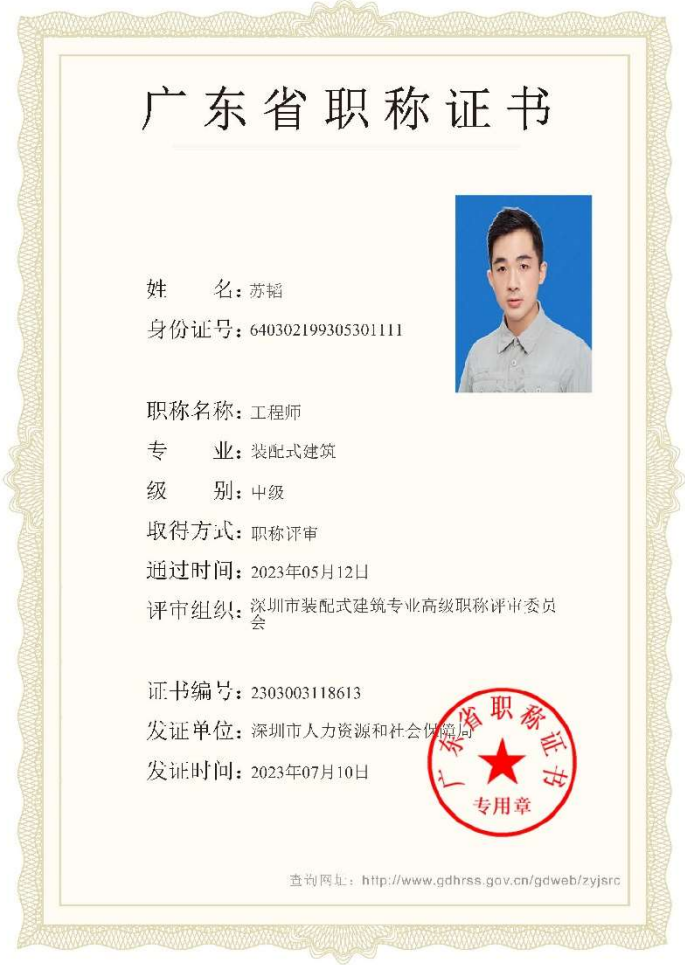 广东省职称证书
姓 名：苏韬
身份证号：640302199305301111
职称名称：工程师
专 业：装配式建筑
级 别：中级
取得方式：职称评审
通过时间：2023年05月12日
评审组织：深圳市装配式建筑专业高级职称评审委员
会
证书编号：2303003118613
发证单位：深圳市人力资源和社会保障局
发证时间：2023年07月10日
广东省职称证书
专用章
查询网址：http://www.gdhrss.gov.cn/gdweb/zyjsrc